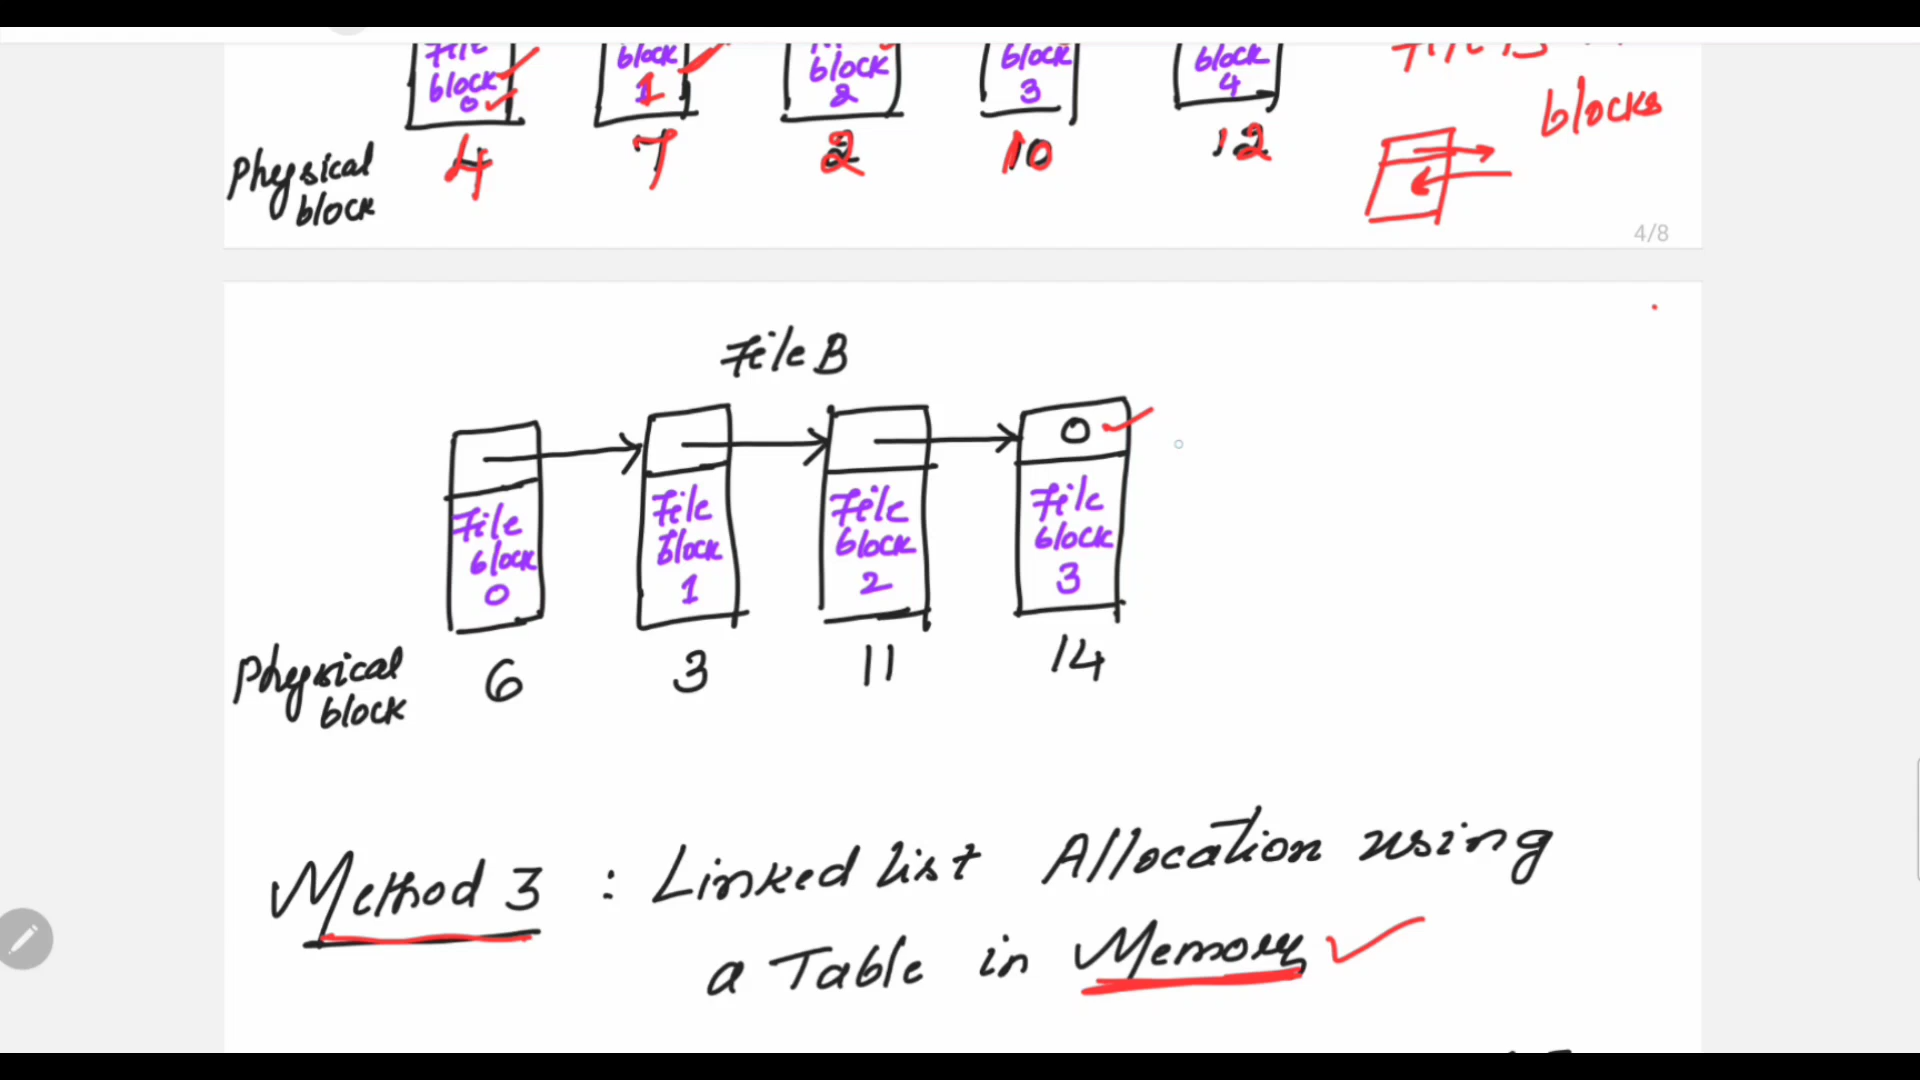 File block block block block
block 1 2 3 4
0
blocks
4 7 2 10 12
Physical
block
4/8
File B
0
File File File File
block block block block
0 1 2 3
Physical
block
6 3 11 14
Method 3 : Linked list Allocation using
a Table in Memory